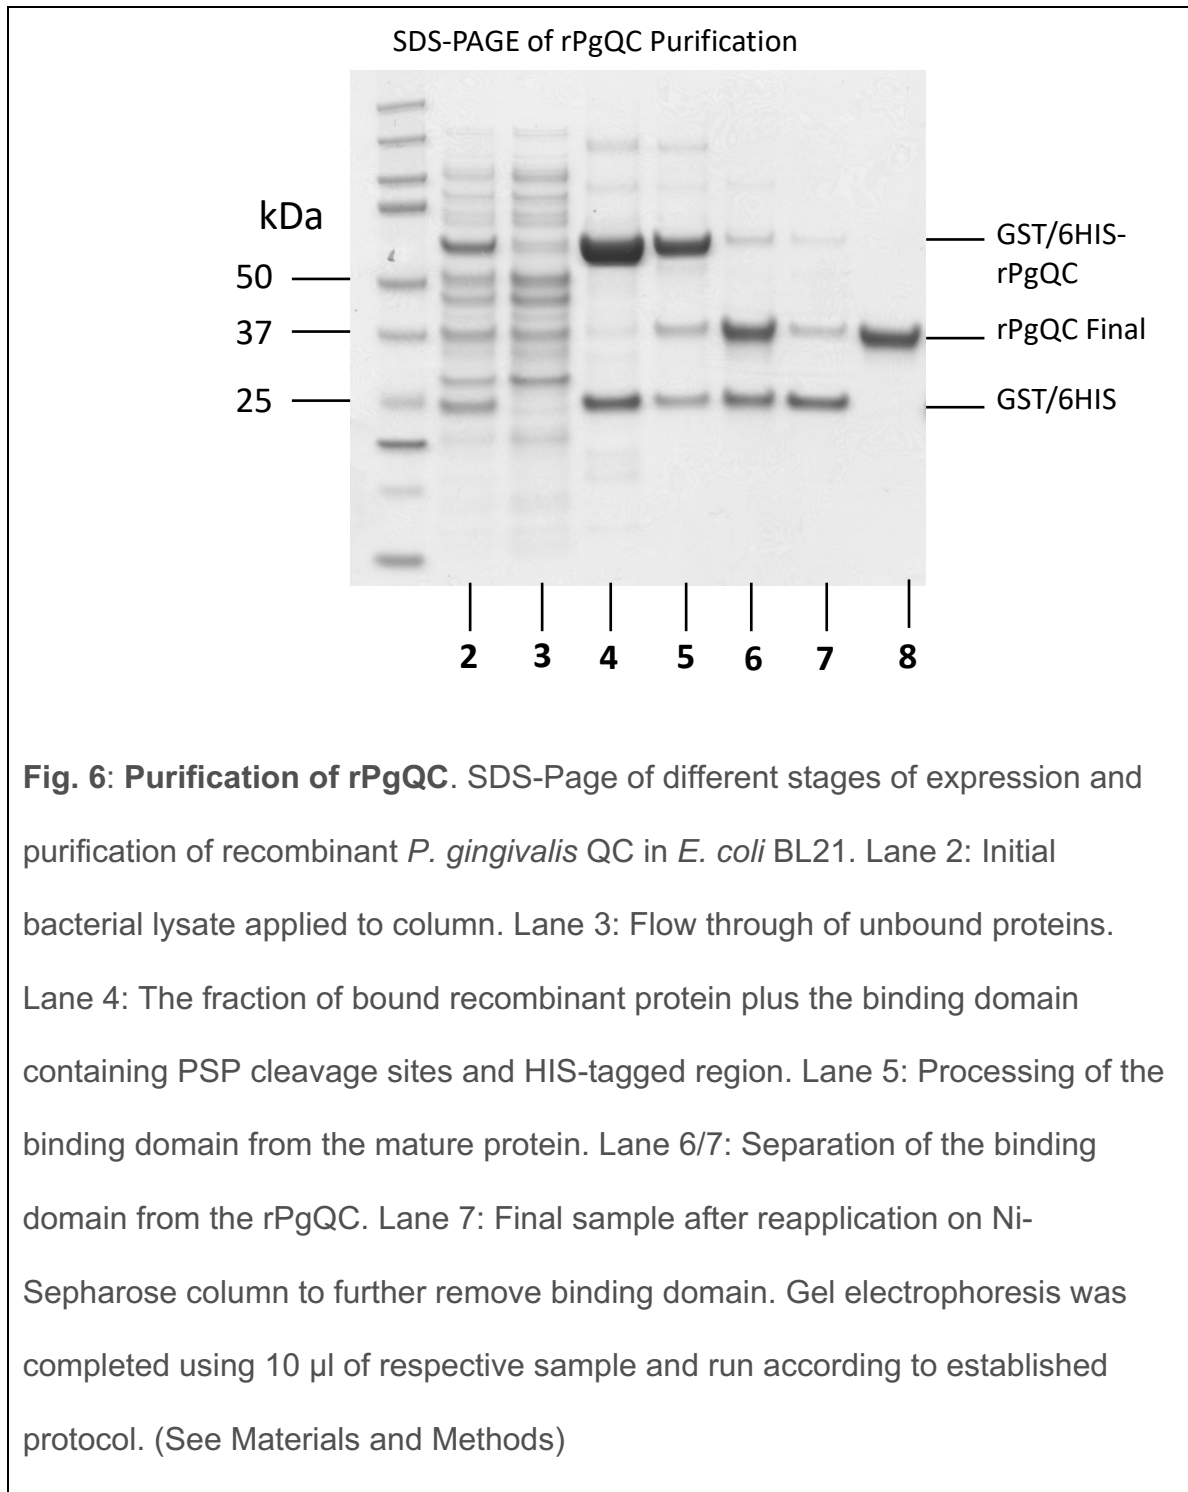 SDS-PAGE of rPgQC Purification
kDa
50
37
25
GST/6HIS-
rPgQC
rPgQC Final
GST/6HIS
2 3 4 5 6 7 8
Fig. 6: Purification of rPgQC. SDS-Page of different stages of expression and
purification of recombinant P. gingivalis QC in E. coli BL21. Lane 2: Initial
bacterial lysate applied to column. Lane 3: Flow through of unbound proteins.
Lane 4: The fraction of bound recombinant protein plus the binding domain
containing PSP cleavage sites and HIS-tagged region. Lane 5: Processing of the
binding domain from the mature protein. Lane 6/7: Separation of the binding
domain from the rPgQC. Lane 7: Final sample after reapplication on Ni-
Sepharose column to further remove binding domain. Gel electrophoresis was
completed using 10 µl of respective sample and run according to established
protocol. (See Materials and Methods)